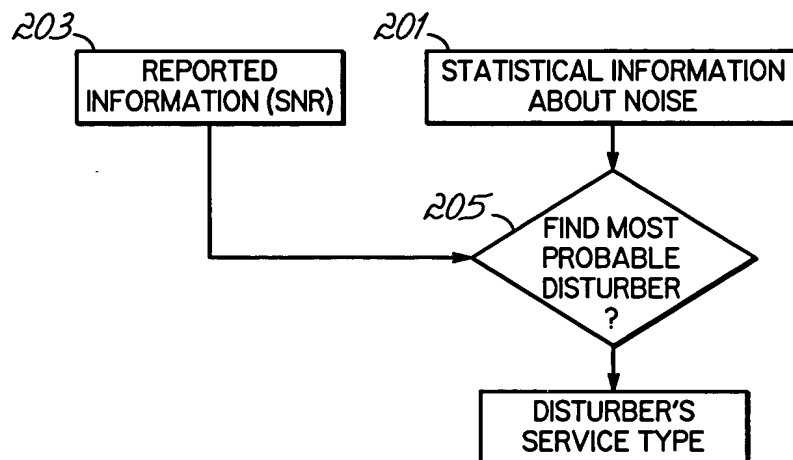 203
REPORTED
INFORMATION (SNR)
201
STATISTICAL INFORMATION
ABOUT NOISE
205
FIND MOST
PROBABLE
DISTURBER
?
DISTURBER'S
SERVICE TYPE